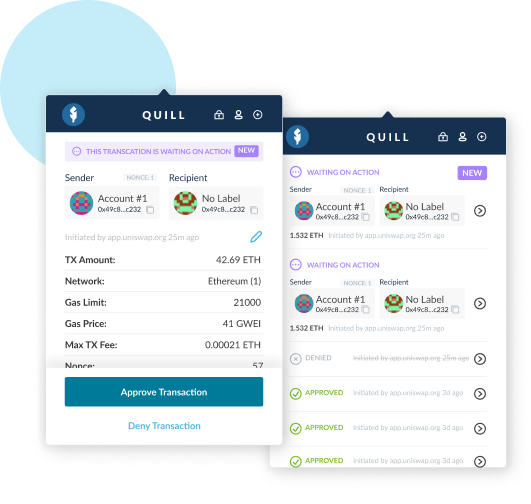 QUILL
THIS TRANSCATION IS WAITING ON ACTION NEW
Sender NONCE: 1 Recipient
Account #1 No Label
0x49c8...c232 0x49c8...c232
Initiated by app.uniswap.org 25m ago
TX Amount: 42.69 ETH
Network: Ethereum (1)
Gas Limit: 21000
Gas Price: 41 GWEI
Max TX Fee: 0.00021 ETH
Nonce: 57
Approve Transaction
Deny Transaction
QUILL
WAITING ON ACTION NEW
Sender NONCE: 1 Recipient
Account #1 No Label
0x49c8...c232 0x49c8...c232
1.532 ETH Initiated by app.uniswap.org 25m ago
WAITING ON ACTION
Sender NONCE: 1 Recipient
Account #1 No Label
0x49c8...c232 0x49c8...c232
1.532 ETH Initiated by app.uniswap.org 25m ago
DENIED Initiated by app.uniswap.org 25m ago
APPROVED Initiated by app.uniswap.org 3d ago
APPROVED Initiated by app.uniswap.org 3d ago
APPROVED Initiated by app.uniswap.org 3d ago